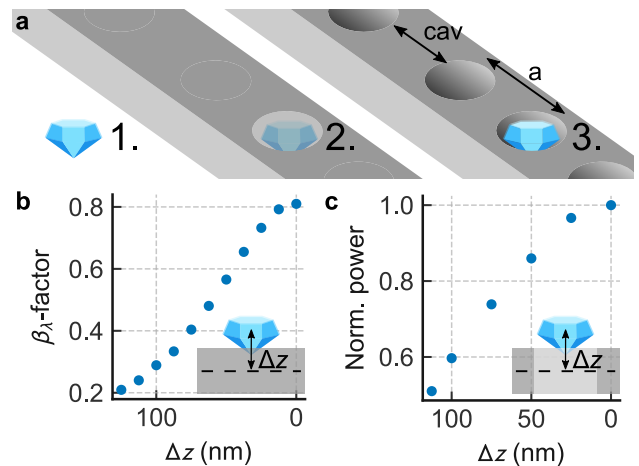 a
cav
a
1.
2.
3.
b
0.8
0.6
0.4
0.2
βλ-factor
Δz
100
0
Δz (nm)
c
1.0
0.8
0.6
Norm. power
Δz
100
50
0
Δz (nm)